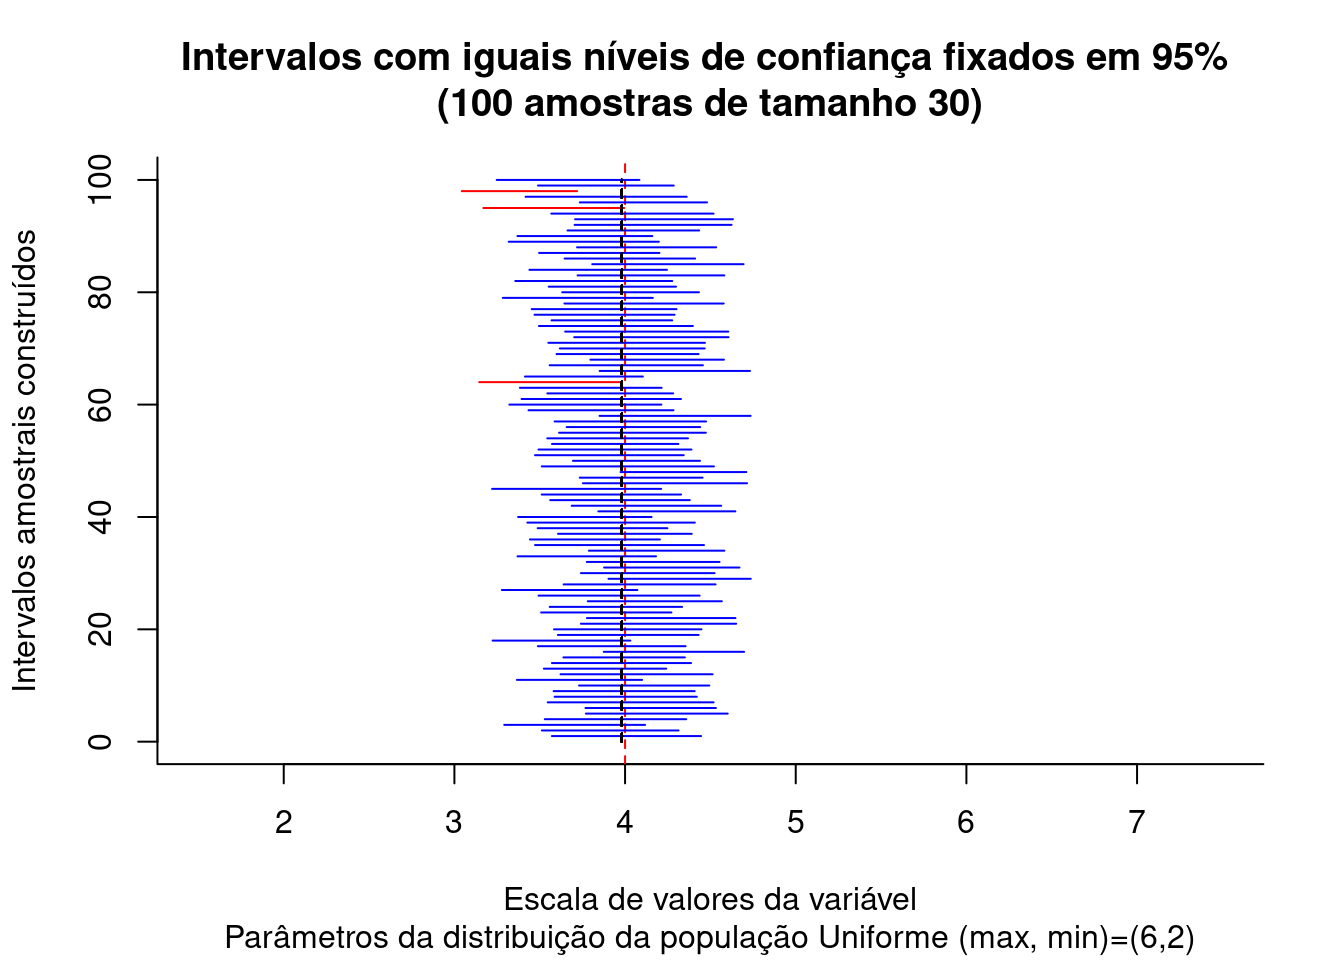 Intervalos com iguais níveis de confiança fixados em 95%
(100 amostras de tamanho 30)
Intervalos amostrais construídos
100
80
60
40
20
0
2 3 4 5 6 7
Escala de valores da variável
Parâmetros da distribuição da população Uniforme (max, min)=(6,2)